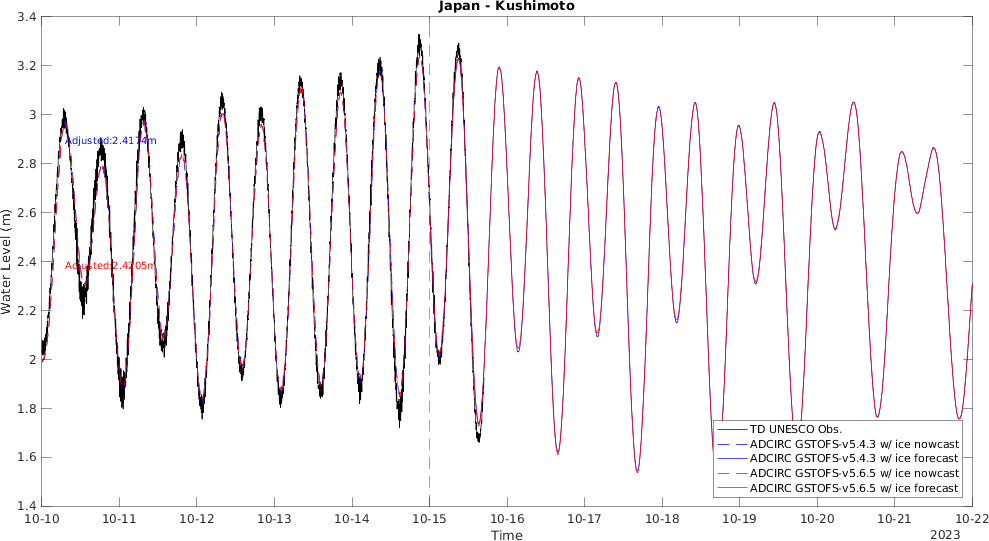 Japan - Kushimoto
3.4
3.2
3
2.8
2.6
2.4
2.2
2
1.8
1.6
1.4
Water Level (m)
Adjusted:2.4174m
Adjusted:2.4205m
TD UNESCO Obs.
ADCIRC GSTOFS-v5.4.3 w/ ice nowcast
ADCIRC GSTOFS-v5.4.3 w/ ice forecast
ADCIRC GSTOFS-v5.6.5 w/ ice nowcast
ADCIRC GSTOFS-v5.6.5 w/ ice forecast
10-10 10-11 10-12 10-13 10-14 10-15 10-16 10-17 10-18 10-19 10-20 10-21 10-22
Time
2023